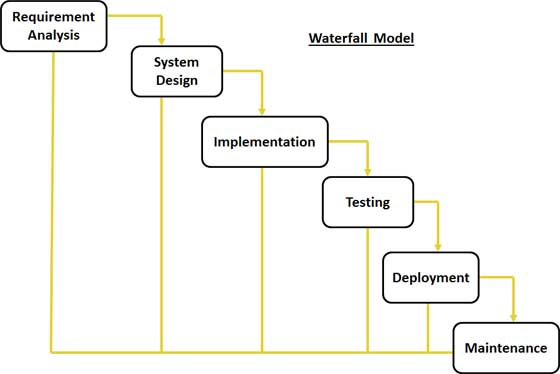 Requirement
Analysis
Waterfall Model
System
Design
Implementation
Testing
Deployment
Maintenance